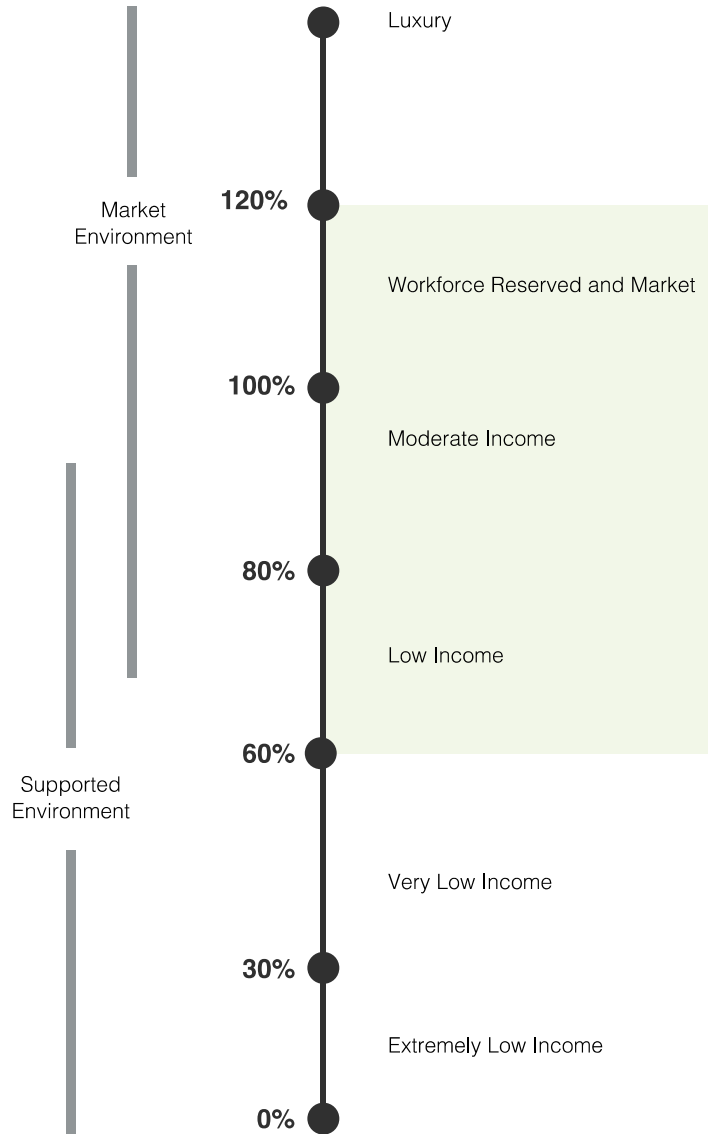 Luxury
120%
Market
Environment
Workforce Reserved and Market
100%
Moderate Income
80%
Low Income
60%
Supported
Environment
Very Low Income
30%
Extremely Low Income
0%